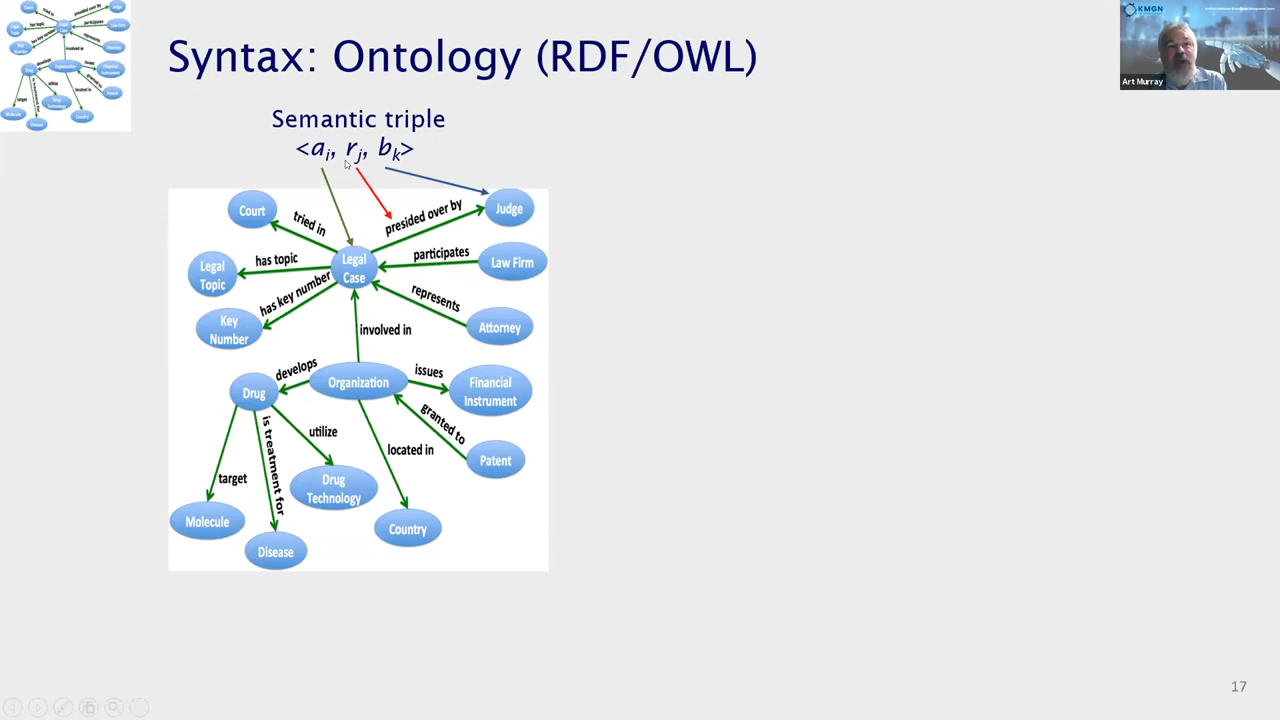 Syntax: Ontology (RDF/OWL)
KMGN
Art Murray
Semantic triple
<ai, rj, bk>
Court
tried in
presided over by
Judge
Legal
Topic
has topic
Legal
Case
participates
Law Firm
has key number
represents
Key
Number
involved in
Attorney
develops
Organization
issues
Financial
Instrument
Drug
granted to
is treatment for
utilize
located in
Patent
target
Drug
Technology
Molecule
Country
Disease
17